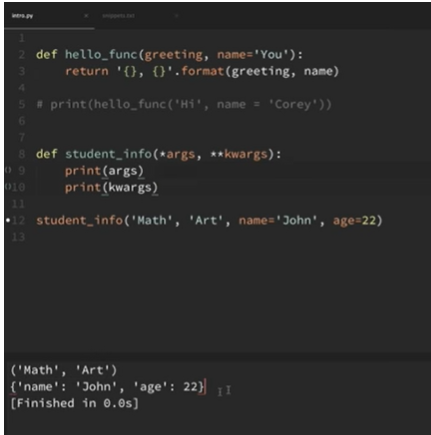 intro.py × snippets.txt ×
1
2 def hello_func(greeting, name='You'):
3 return '{}, {}'.format(greeting, name)
4
5 # print(hello_func('Hi', name = 'Corey'))
6
7
8 def student_info(*args, **kwargs):
9 print(args)
10 print(kwargs)
11
12 student_info('Math', 'Art', name='John', age=22)
13
('Math', 'Art')
{'name': 'John', 'age': 22}
[Finished in 0.0s]